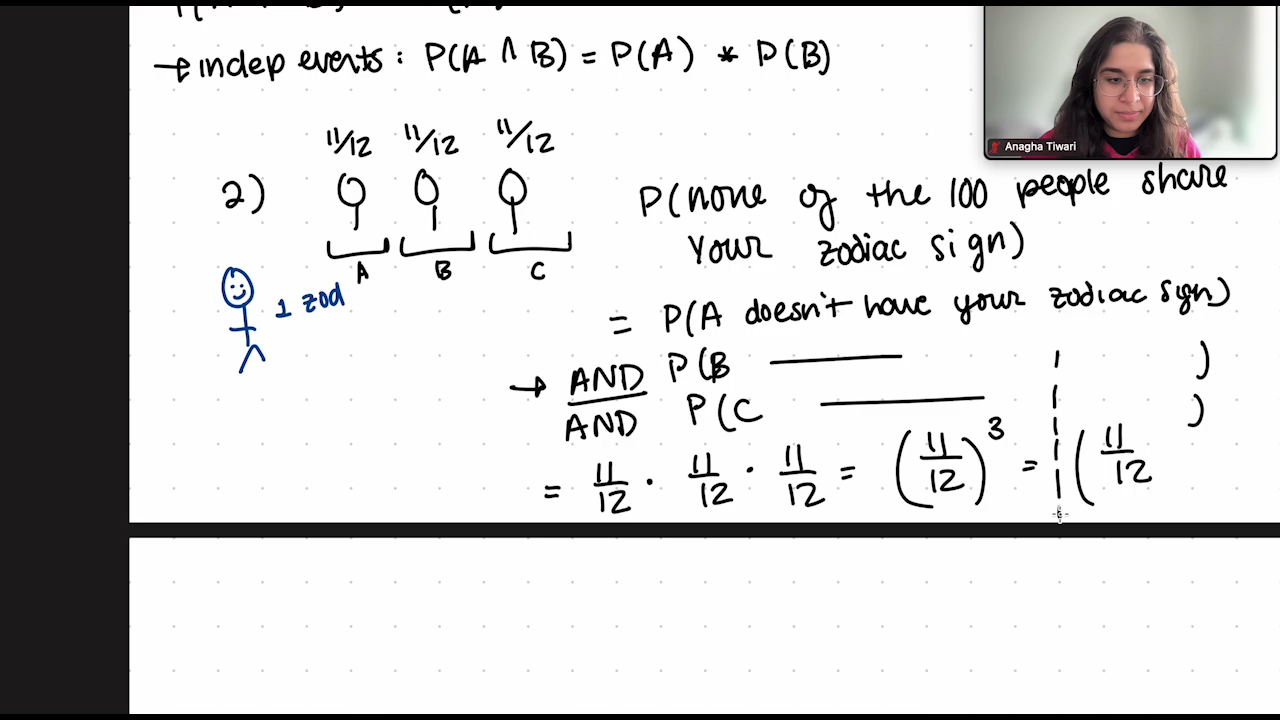 → indep events : P(A ∧ B) = P(A) * P(B)
Anagha Tiwari
11/12 11/12 11/12
2)
A B C
1 zod
P(none of the 100 people share
your zodiac sign)
= P(A doesn't have your zodiac sign)
→ AND P(B )
AND P(C )
= 11/12 · 11/12 · 11/12 = (11/12)^3 = (11/12